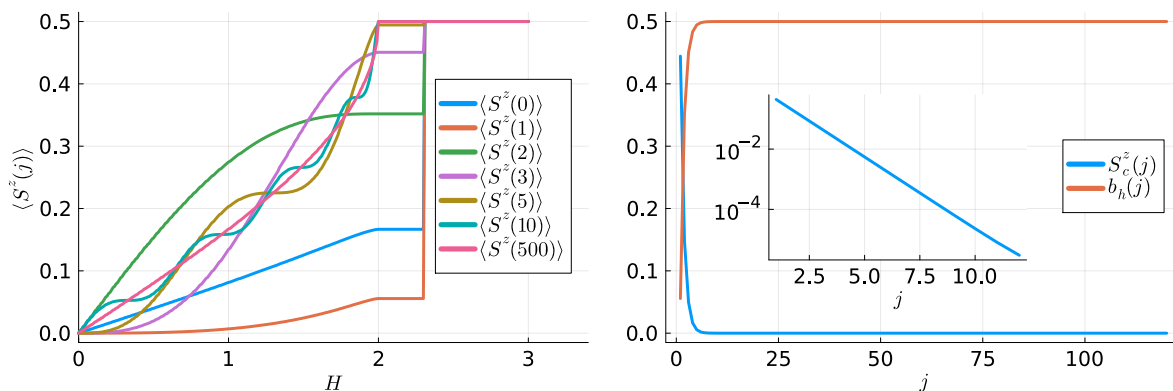 0.5
0.4
0.3
0.2
0.1
0.0
⟨S^z(j)⟩
0
1
2
3
H
⟨S^z(0)⟩
⟨S^z(1)⟩
⟨S^z(2)⟩
⟨S^z(3)⟩
⟨S^z(5)⟩
⟨S^z(10)⟩
⟨S^z(500)⟩
0.5
0.4
0.3
0.2
0.1
0.0
0
25
50
75
100
j
10^{-2}
10^{-4}
2.5
5.0
7.5
10.0
j
S_c^z(j)
b_h(j)